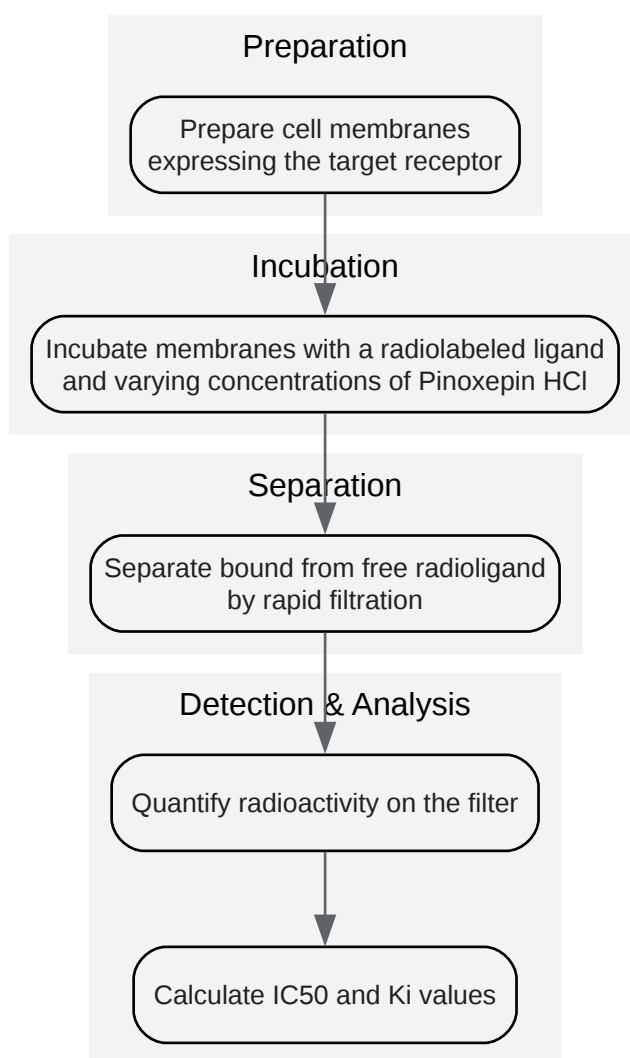 Preparation
Prepare cell membranes
expressing the target receptor
Incubation
Incubate membranes with a radiolabeled ligand
and varying concentrations of Pinoxepin HCl
Separation
Separate bound from free radioligand
by rapid filtration
Detection & Analysis
Quantify radioactivity on the filter
Calculate IC50 and Ki values